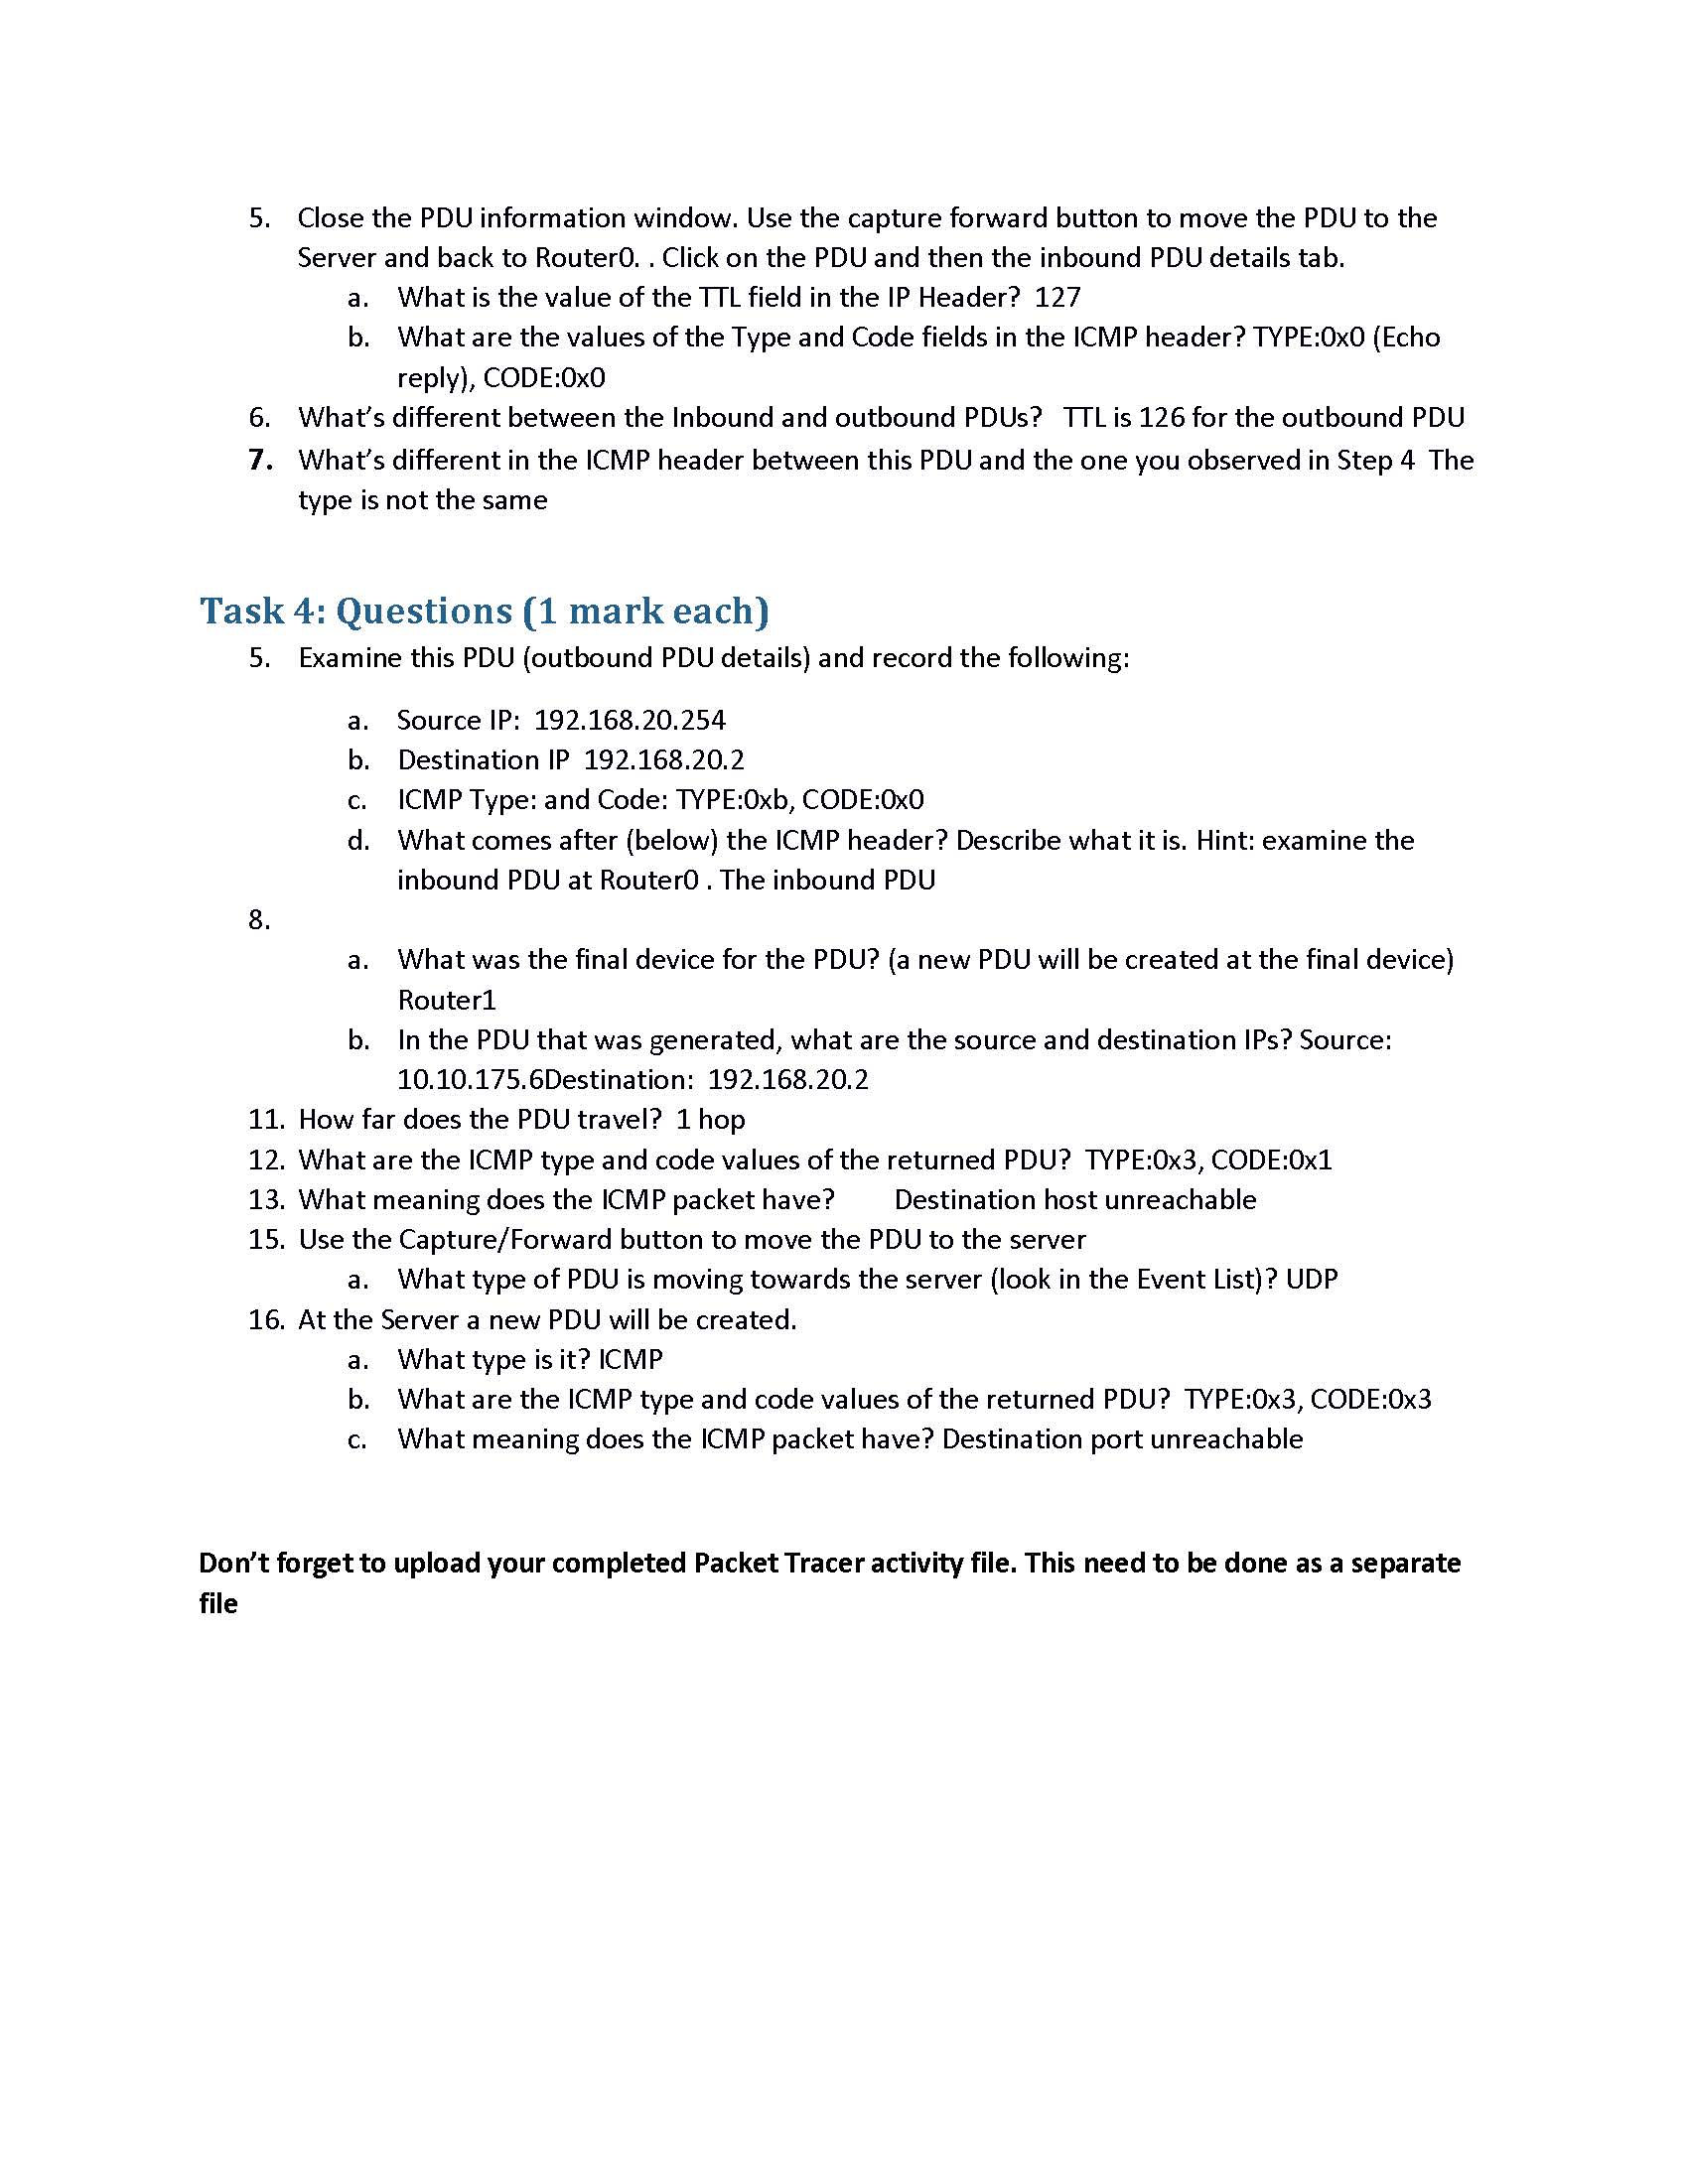 5. Close the PDU information window. Use the capture forward button to move the PDU to the
Server and back to Router0. . Click on the PDU and then the inbound PDU details tab.
a. What is the value of the TTL field in the IP Header?  127
b. What are the values of the Type and Code fields in the ICMP header? TYPE:0x0 (Echo
reply), CODE:0x0
6. What’s different between the Inbound and outbound PDUs?   TTL is 126 for the outbound PDU
7. What’s different in the ICMP header between this PDU and the one you observed in Step 4  The
type is not the same
Task 4: Questions (1 mark each)
5. Examine this PDU (outbound PDU details) and record the following:
a. Source IP:  192.168.20.254
b. Destination IP  192.168.20.2
c. ICMP Type: and Code: TYPE:0xb, CODE:0x0
d. What comes after (below) the ICMP header? Describe what it is. Hint: examine the
inbound PDU at Router0 . The inbound PDU
8.
a. What was the final device for the PDU? (a new PDU will be created at the final device)
Router1
b. In the PDU that was generated, what are the source and destination IPs? Source:
10.10.175.6Destination:  192.168.20.2
11. How far does the PDU travel?  1 hop
12. What are the ICMP type and code values of the returned PDU?  TYPE:0x3, CODE:0x1
13. What meaning does the ICMP packet have?        Destination host unreachable
15. Use the Capture/Forward button to move the PDU to the server
a. What type of PDU is moving towards the server (look in the Event List)? UDP
16. At the Server a new PDU will be created.
a. What type is it? ICMP
b. What are the ICMP type and code values of the returned PDU?  TYPE:0x3, CODE:0x3
c. What meaning does the ICMP packet have? Destination port unreachable
Don’t forget to upload your completed Packet Tracer activity file. This need to be done as a separate
file